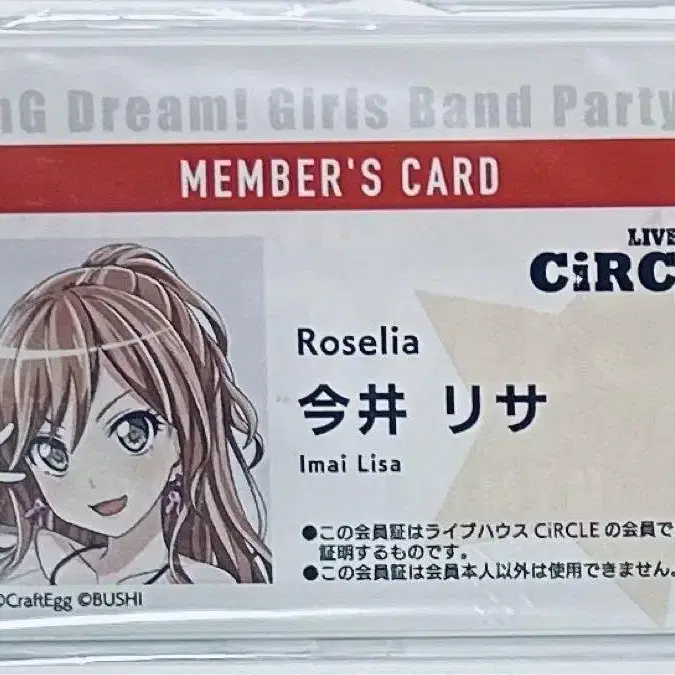 nG Dream! Girls Band Party
MEMBER'S CARD
LIVE
CiRC
Roselia
今井 リサ
Imai Lisa
●この会員証はライブハウス CiRCLE の会員で
証明するものです。
●この会員証は会員本人以外は使用できません。
©CraftEgg ©BUSHI